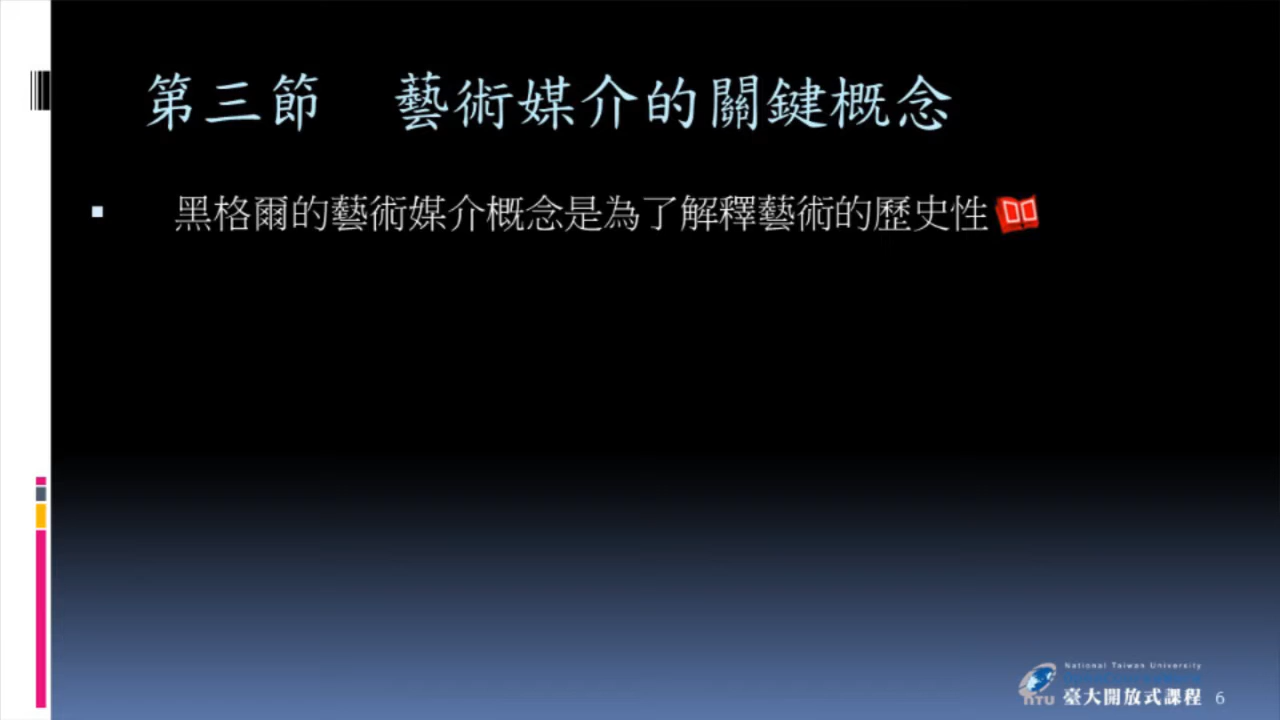 第三節　藝術媒介的關鍵概念
黑格爾的藝術媒介概念是為了解釋藝術的歷史性
National Taiwan University
NTU 臺大開放式課程 6